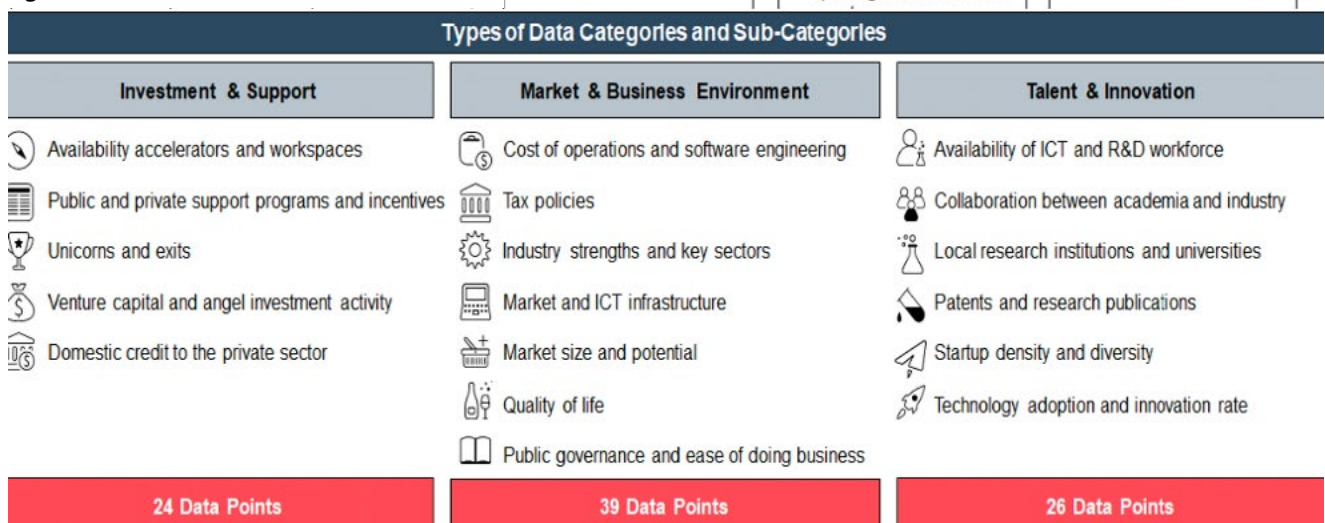 Types of Data Categories and Sub-Categories
Investment & Support
Availability accelerators and workspaces
Public and private support programs and incentives
Unicorns and exits
Venture capital and angel investment activity
Domestic credit to the private sector
24 Data Points
Market & Business Environment
Cost of operations and software engineering
Tax policies
Industry strengths and key sectors
Market and ICT infrastructure
Market size and potential
Quality of life
Public governance and ease of doing business
39 Data Points
Talent & Innovation
Availability of ICT and R&D workforce
Collaboration between academia and industry
Local research institutions and universities
Patents and research publications
Startup density and diversity
Technology adoption and innovation rate
26 Data Points